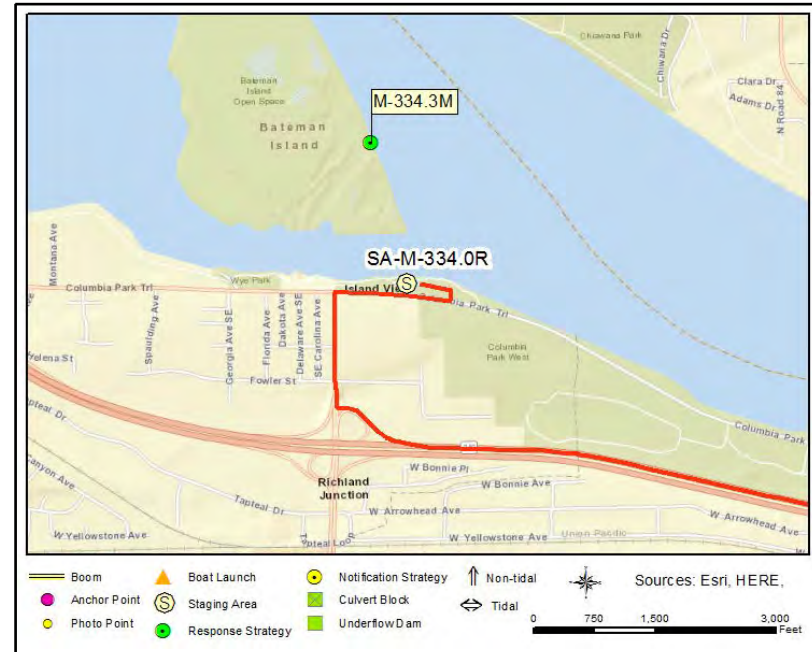 Chiawana Park
Chiwana Dr
Clara Dr
Adams Dr
N Road 84
Bateman
Island
Open Space
M-334.3M
Bateman
Island
SA-M-334.0R
Montana Ave
Columbia Park Trl
Wye Park
Island Vie
bia Park Trl
Spaulding Ave
Georgia Ave SE
Florida Ave
Dakota Ave
Delaware Ave SE
SE Carolina Ave
Columbia
Park West
Helena St
Fowler St
Columbia Park
Tapteal Dr
Canyon Ave
Richland
Junction
W Bonnie Pl
W Bonnie Ave
Tapteal Dr
W Arrowhead Ave
W Arrowhead Ave
W Yellowstone Ave
Tapteal Loop
W Yellowstone Ave
Union Pacific
Boom
Boat Launch
Notification Strategy
Non-tidal
Sources: Esri, HERE,
Anchor Point
S Staging Area
Culvert Block
Tidal
Photo Point
Response Strategy
Underflow Dam
0 750 1,500 3,000
Feet